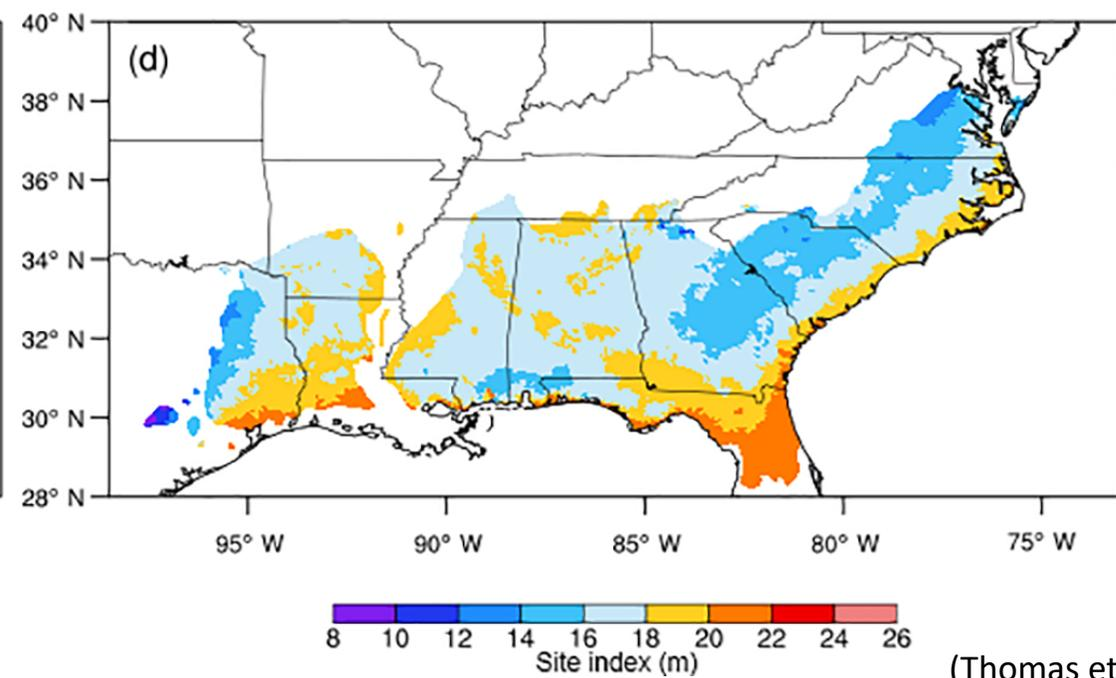 40° N
(d)
38° N
36° N
34° N
32° N
30° N
28° N
95° W 90° W 85° W 80° W 75° W
8 10 12 14 16 18 20 22 24 26
Site index (m)
(Thomas et